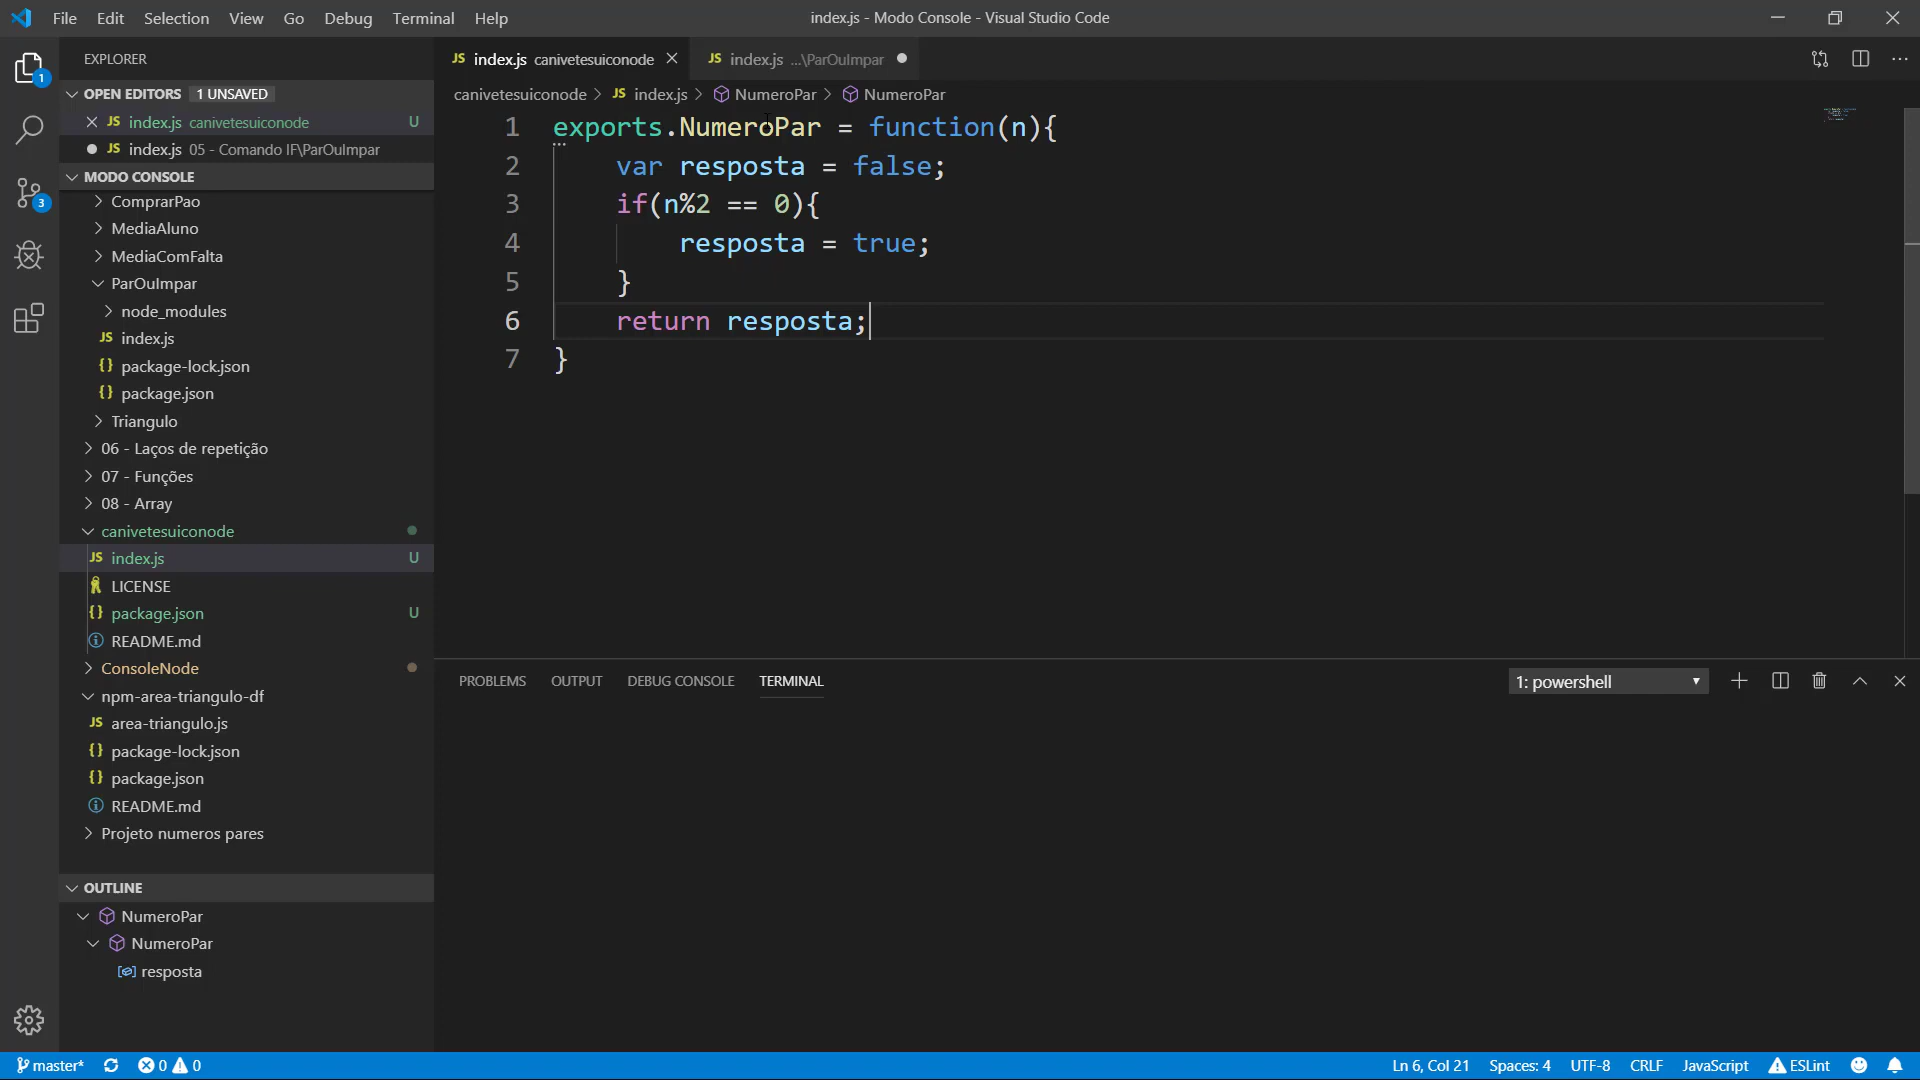 File Edit Selection View Go Debug Terminal Help
index.js - Modo Console - Visual Studio Code
EXPLORER
OPEN EDITORS 1 UNSAVED
JS index.js canivetesuiconode U
JS index.js 05 - Comando IF\ParOuImpar
MODO CONSOLE
ComprarPao
MediaAluno
MediaComFalta
ParOuImpar
node_modules
JS index.js
{} package-lock.json
{} package.json
Triangulo
06 - Laços de repetição
07 - Funções
08 - Array
canivetesuiconode
JS index.js U
LICENSE
{} package.json U
README.md
ConsoleNode
npm-area-triangulo-df
JS area-triangulo.js
{} package-lock.json
{} package.json
README.md
Projeto numeros pares
OUTLINE
NumeroPar
NumeroPar
resposta
1
3
JS index.js canivetesuiconode
JS index.js ...\ParOuImpar
canivetesuiconode > JS index.js > NumeroPar > NumeroPar
1 exports.NumeroPar = function(n){
2 var resposta = false;
3 if(n%2 == 0){
4 resposta = true;
5 }
6 return resposta;
7 }
PROBLEMS OUTPUT DEBUG CONSOLE TERMINAL
1: powershell
master* 0 0
Ln 6, Col 21 Spaces: 4 UTF-8 CRLF JavaScript ESLint